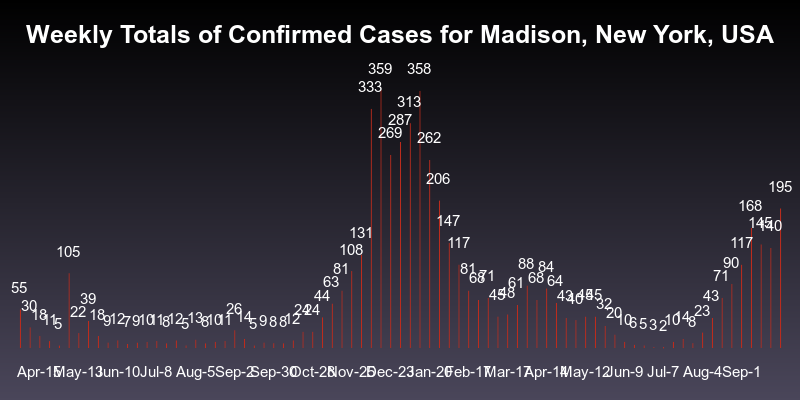 Weekly Totals of Confirmed Cases for Madison, New York, USA
55 30 18 11 5 105 22 39 18 9 12 7 9 10 11 8 12 5 13 8 10 11 26 14 5 9 8 8 12 24 24 44 63 81 108 131 333 359 269 287 313 358 262 206 147 117 81 68 71 45 48 61 88 68 84 64 43 40 45 45 32 20 10 6 5 3 2 10 14 8 23 43 71 90 117 168 145 140 195
Apr-15 May-13 Jun-10 Jul-8 Aug-5 Sep-2 Sep-30 Oct-28 Nov-25 Dec-23 Jan-20 Feb-17 Mar-17 Apr-14 May-12 Jun-9 Jul-7 Aug-4 Sep-1